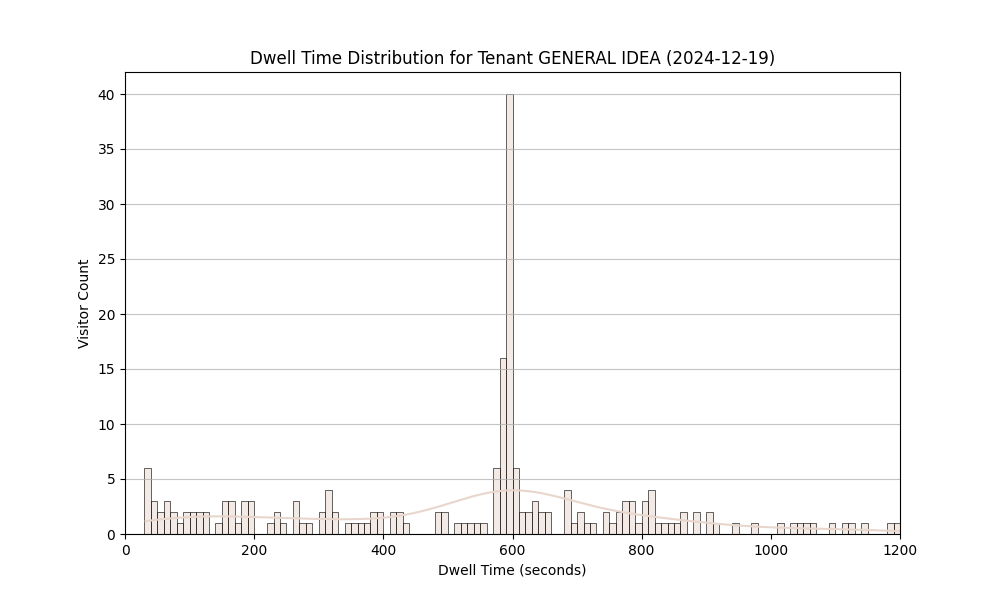 Dwell Time Distribution for Tenant GENERAL IDEA (2024-12-19)
40
35
30
25
20
15
10
5
0
Visitor Count
0 200 400 600 800 1000 1200
Dwell Time (seconds)